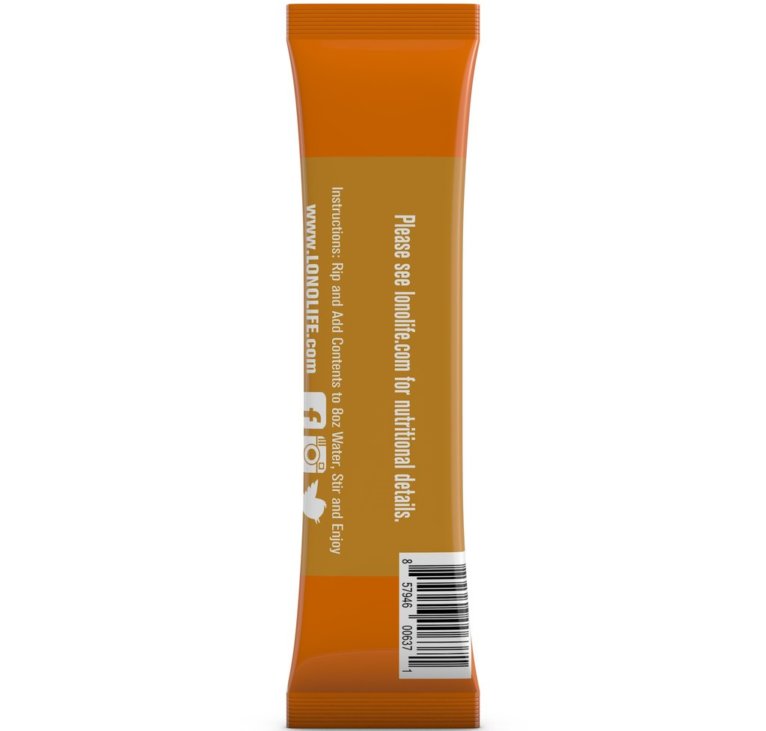 Please see lonolife.com for nutritional details.
Instructions: Rip and Add Contents to 8oz Water, Stir and Enjoy
www.LONOLIFE.com
8 57946 00637 1